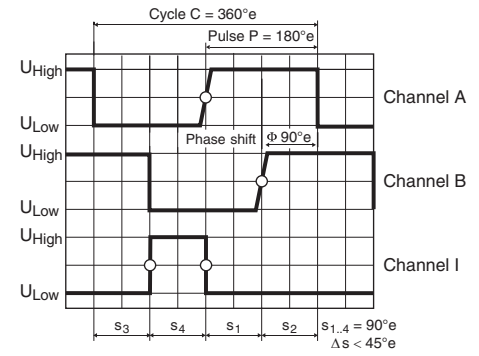 Cycle C = 360°e
Pulse P = 180°e
UHigh
Channel A
ULow
Phase shift Φ 90°e
UHigh
Channel B
ULow
UHigh
Channel I
ULow
s3 s4 s1 s2 s1..4 = 90°e
Δs < 45°e